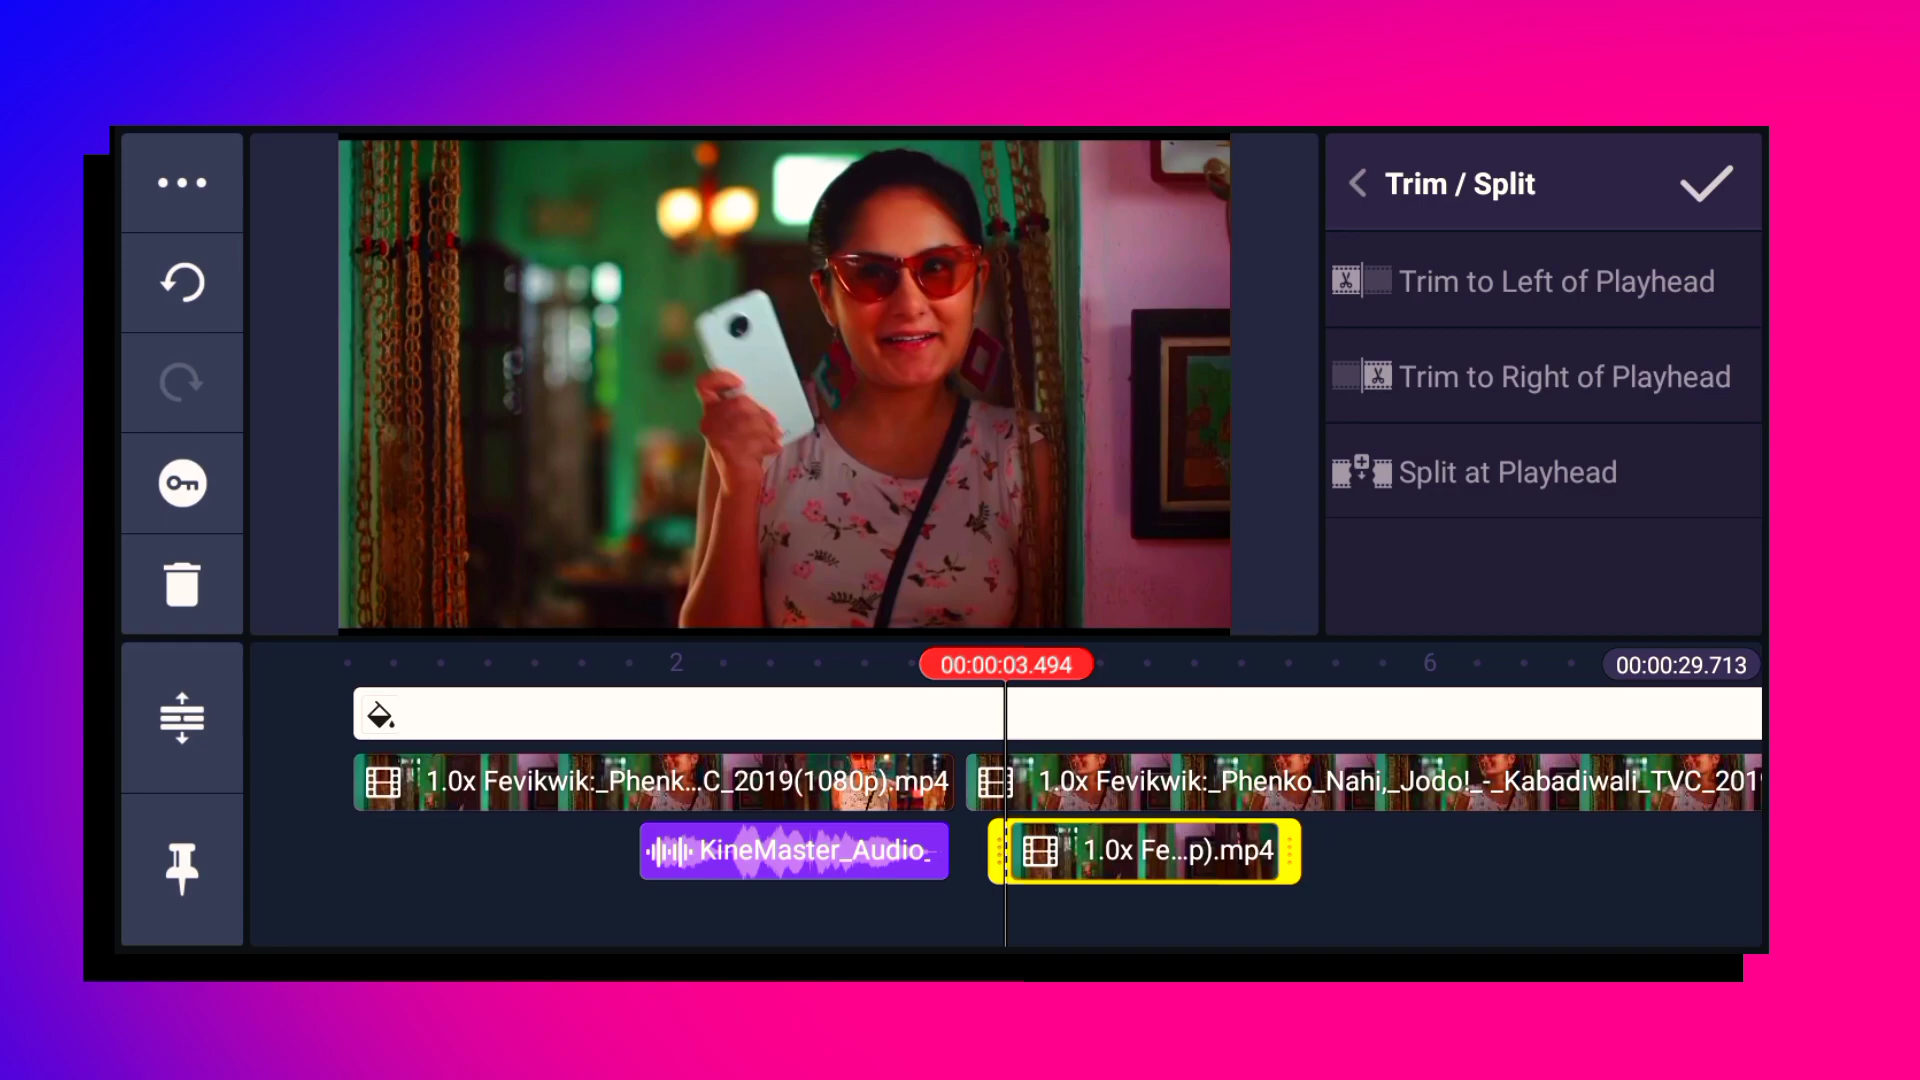 Trim / Split
Trim to Left of Playhead
Trim to Right of Playhead
Split at Playhead
2
00:00:03.494
6
00:00:29.713
1.0x Fevikwik:_Phenk...C_2019(1080p).mp4
1.0x Fevikwik:_Phenko_Nahi,_Jodo!_-_Kabadiwali_TVC_201
KineMaster_Audio_
1.0x Fe...p).mp4